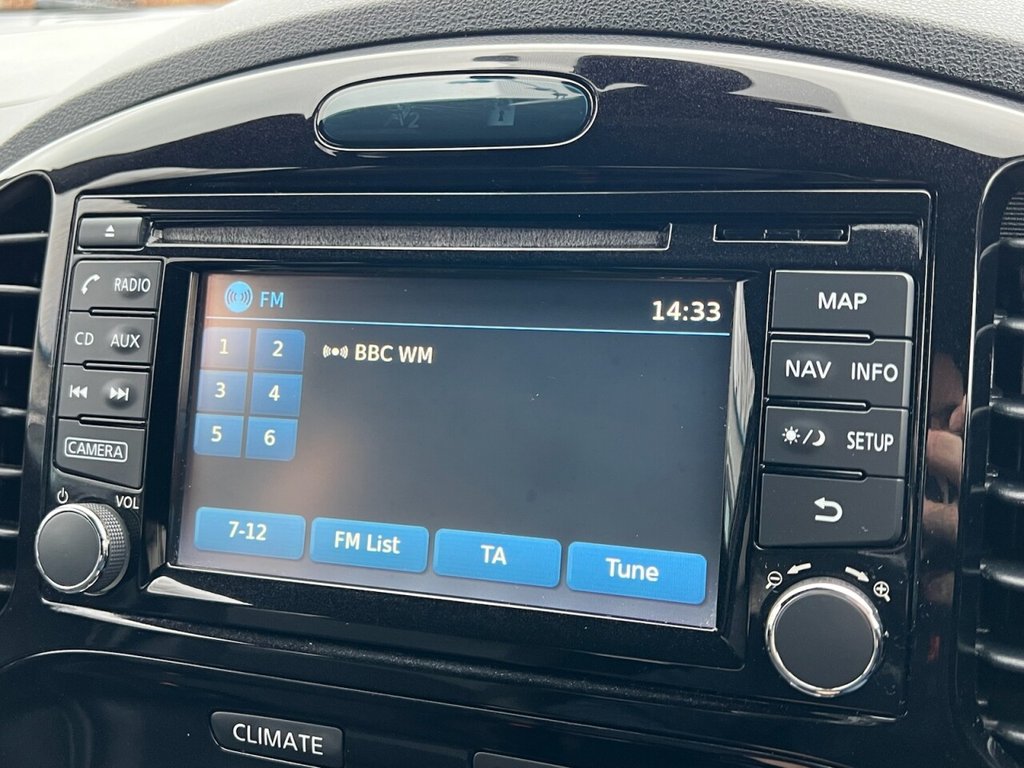 RADIO
CD AUX
CAMERA
VOL
FM
14:33
1 2
3 4
5 6
BBC WM
7-12
FM List
TA
Tune
MAP
NAV INFO
SETUP
CLIMATE